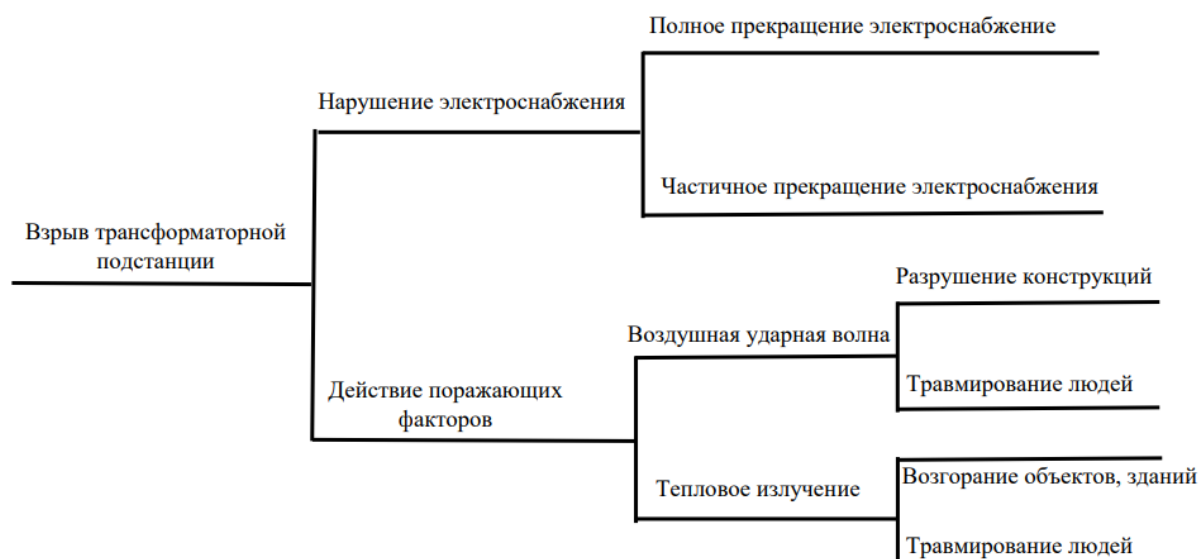 Полное прекращение электроснабжение
Нарушение электроснабжения
Частичное прекращение электроснабжения
Взрыв трансформаторной
подстанции
Разрушение конструкций
Воздушная ударная волна
Действие поражающих
факторов
Травмирование людей
Тепловое излучение
Возгорание объектов, зданий
Травмирование людей